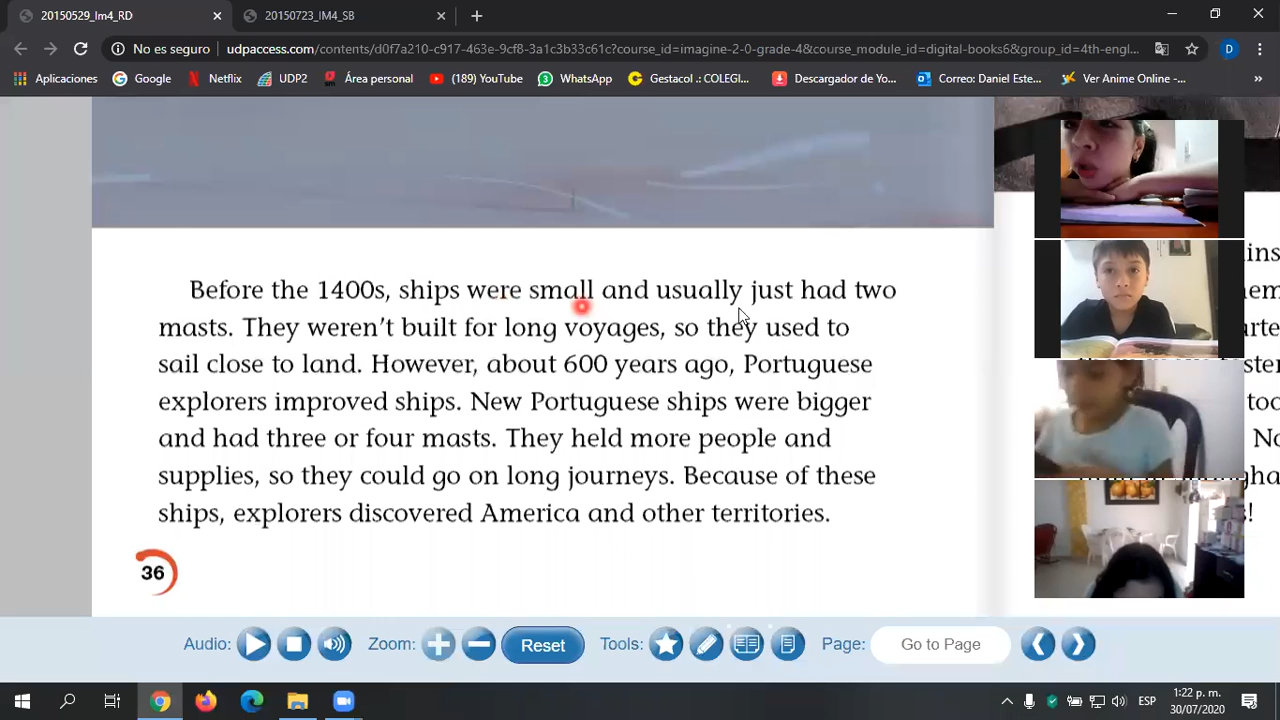 20150529_IM4_RD
20150723_IM4_SB
No es seguro
udpaccess.com/contents/d0f7a210-c917-463e-9cf8-3a1c3b33c61c?course_id=imagine-2-0-grade-4&course_module_id=digital-books6&group_id=4th-engl...
D
Aplicaciones
Google
Netflix
UDP2
Área personal
(189) YouTube
WhatsApp
Gestacol .: COLEGI...
Descargador de Yo...
Correo: Daniel Este...
Ver Anime Online -...
»
Before the 1400s, ships were small and usually just had two
masts. They weren't built for long voyages, so they used to
sail close to land. However, about 600 years ago, Portuguese
explorers improved ships. New Portuguese ships were bigger
and had three or four masts. They held more people and
supplies, so they could go on long journeys. Because of these
ships, explorers discovered America and other territories.
36
Audio:
Zoom:
Reset
Tools:
Page:
Go to Page
ESP
1:22 p. m.
30/07/2020